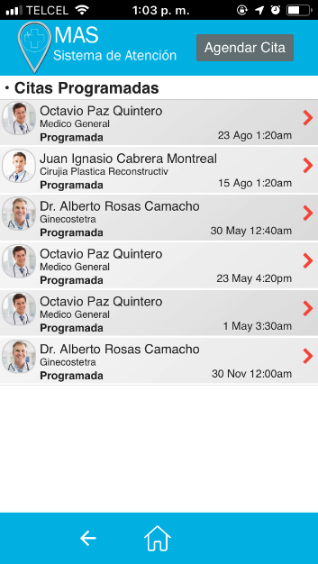 TELCEL 1:03 p. m.
MAS
Sistema de Atención
Agendar Cita
· Citas Programadas
Octavio Paz Quintero
Medico General
Programada 23 Ago 1:20am
Juan Ignasio Cabrera Montreal
Cirujia Plastica Reconstructiv
Programada 15 Ago 1:20am
Dr. Alberto Rosas Camacho
Ginecostetra
Programada 30 May 12:40am
Octavio Paz Quintero
Medico General
Programada 23 May 4:20pm
Octavio Paz Quintero
Medico General
Programada 1 May 3:30am
Dr. Alberto Rosas Camacho
Ginecostetra
Programada 30 Nov 12:00am